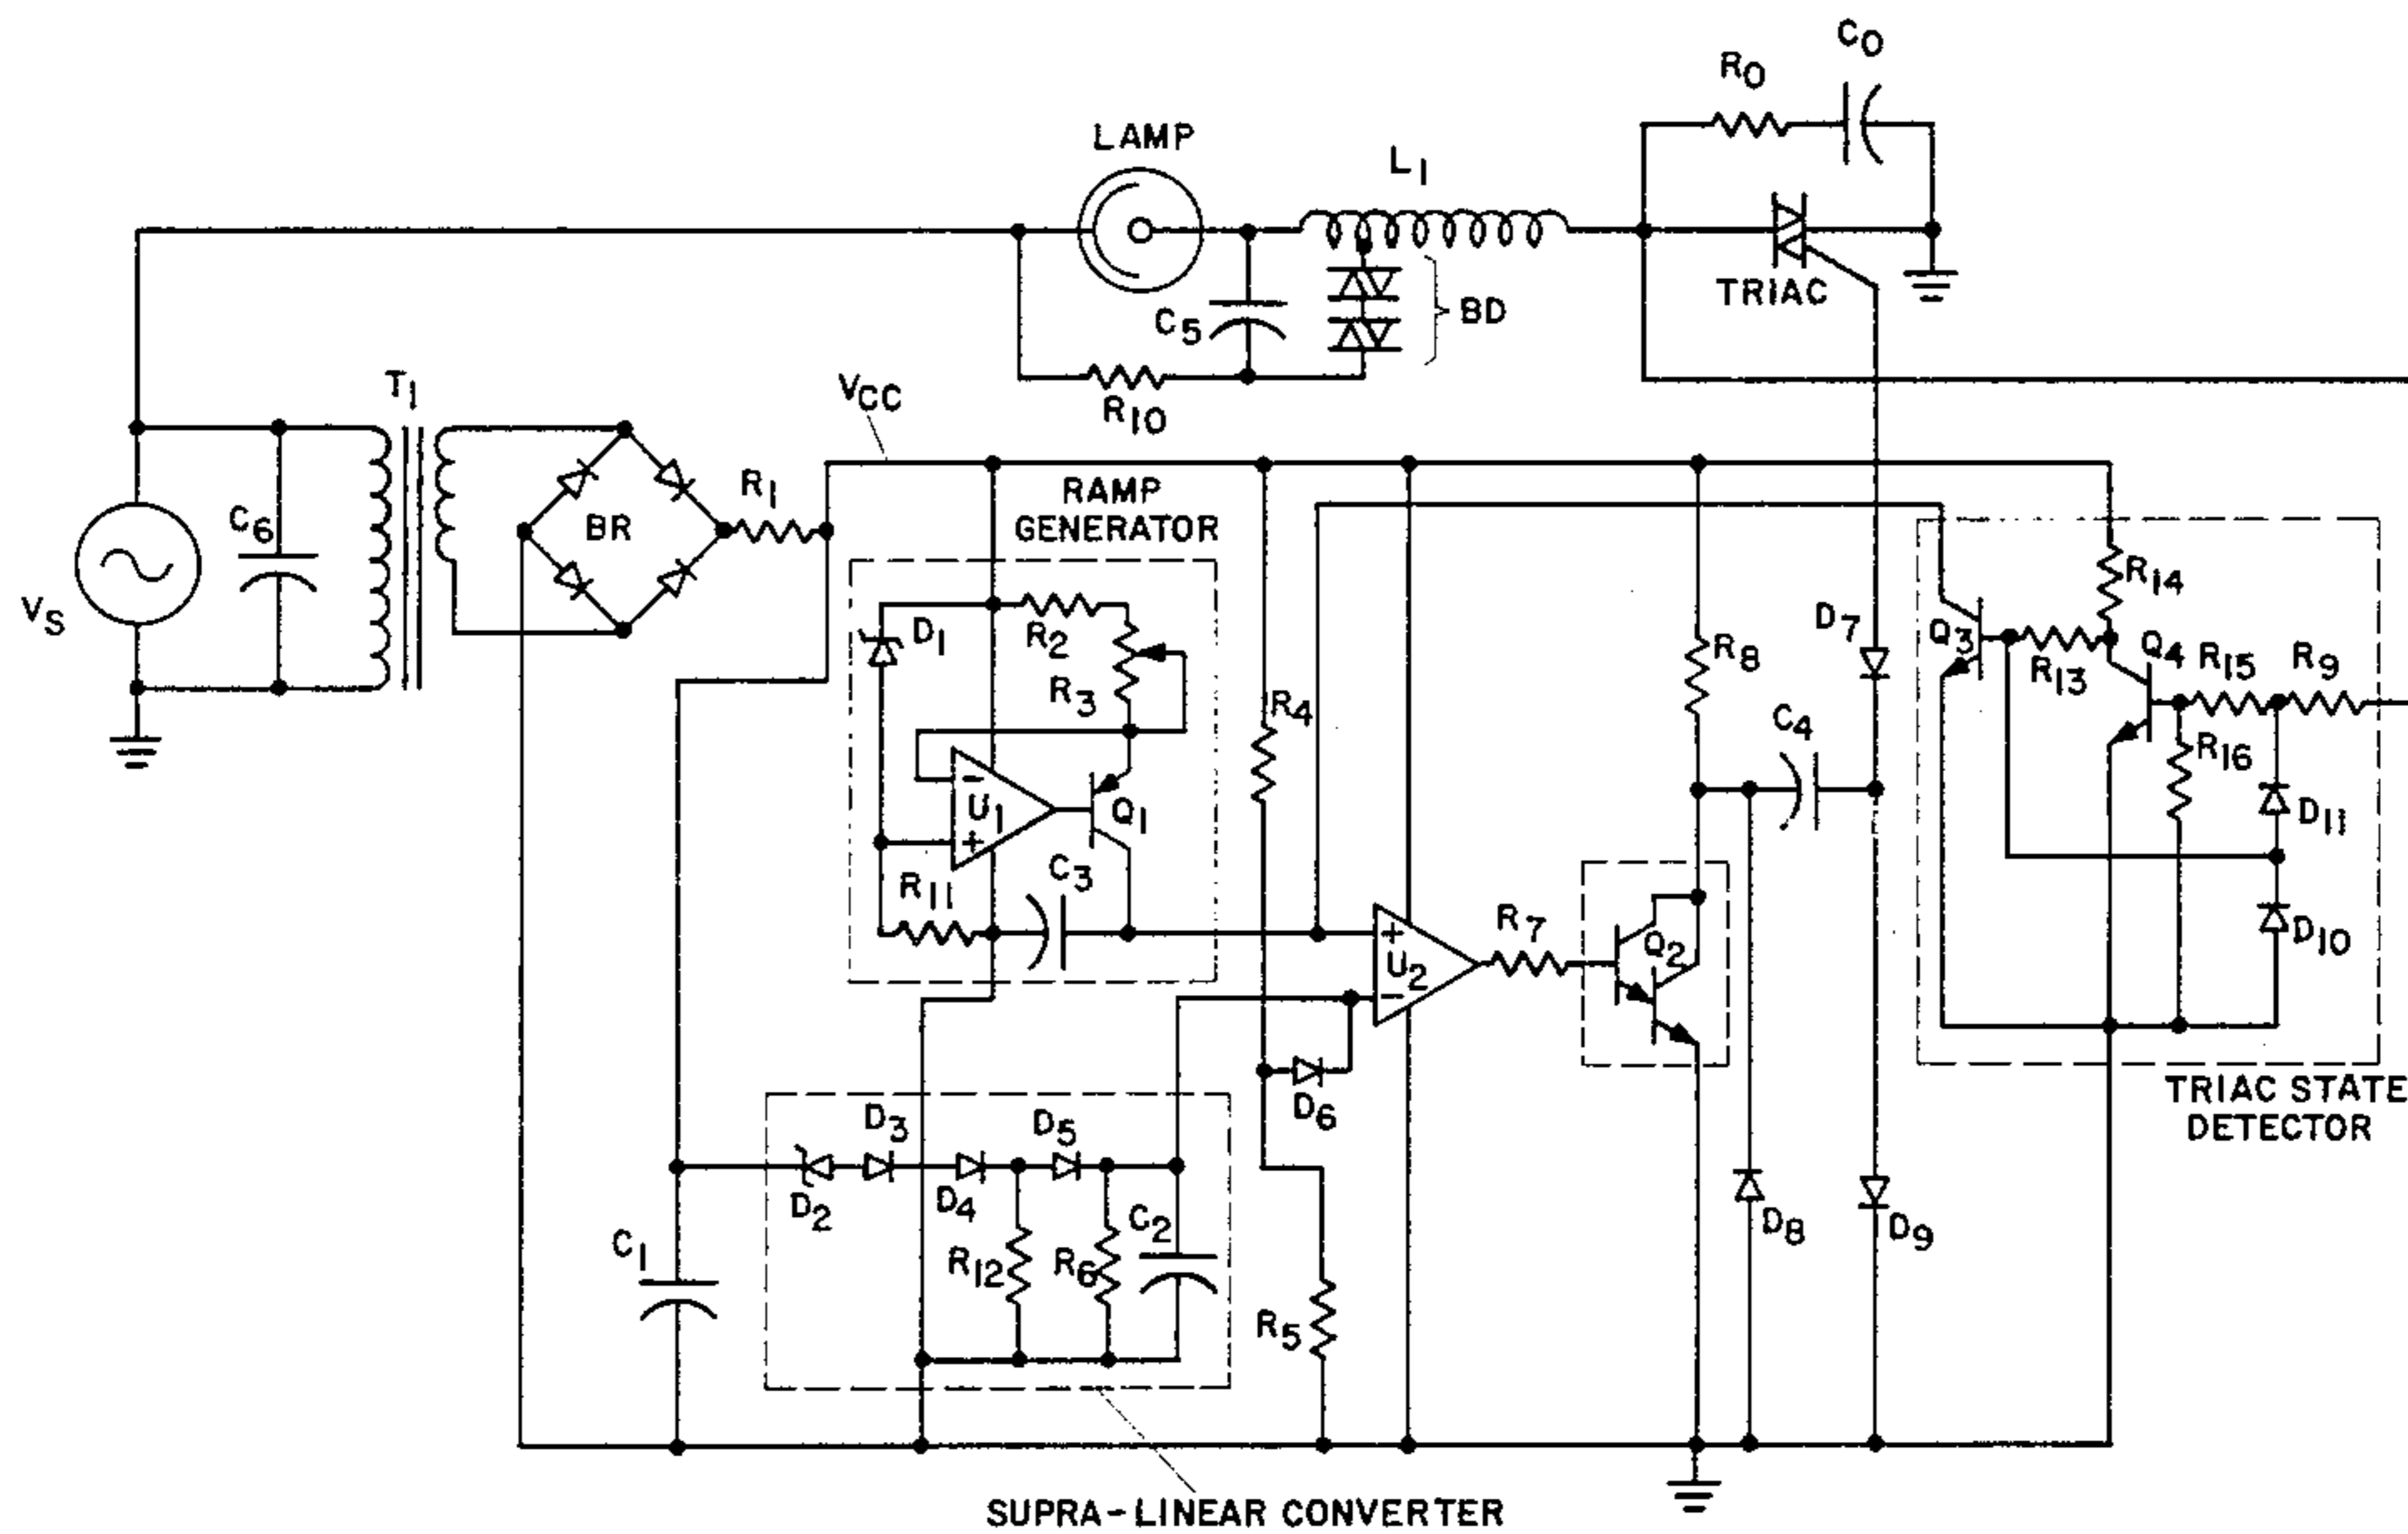 C0
R0
LAMP
L1
TRIAC
C5
BD
R10
T1
VCC
C6
VS
BR
R1
RAMP
GENERATOR
D1
R2
R3
-
U1
+
Q1
R11
C3
R4
R8
D7
C4
Q3
R14
R13
Q4
R15
R9
R16
D11
D10
TRIAC STATE
DETECTOR
+
U2
-
R7
Q2
D6
D3
D5
D2
D4
C1
R12
R6
C2
R5
D8
D9
SUPRA-LINEAR CONVERTER